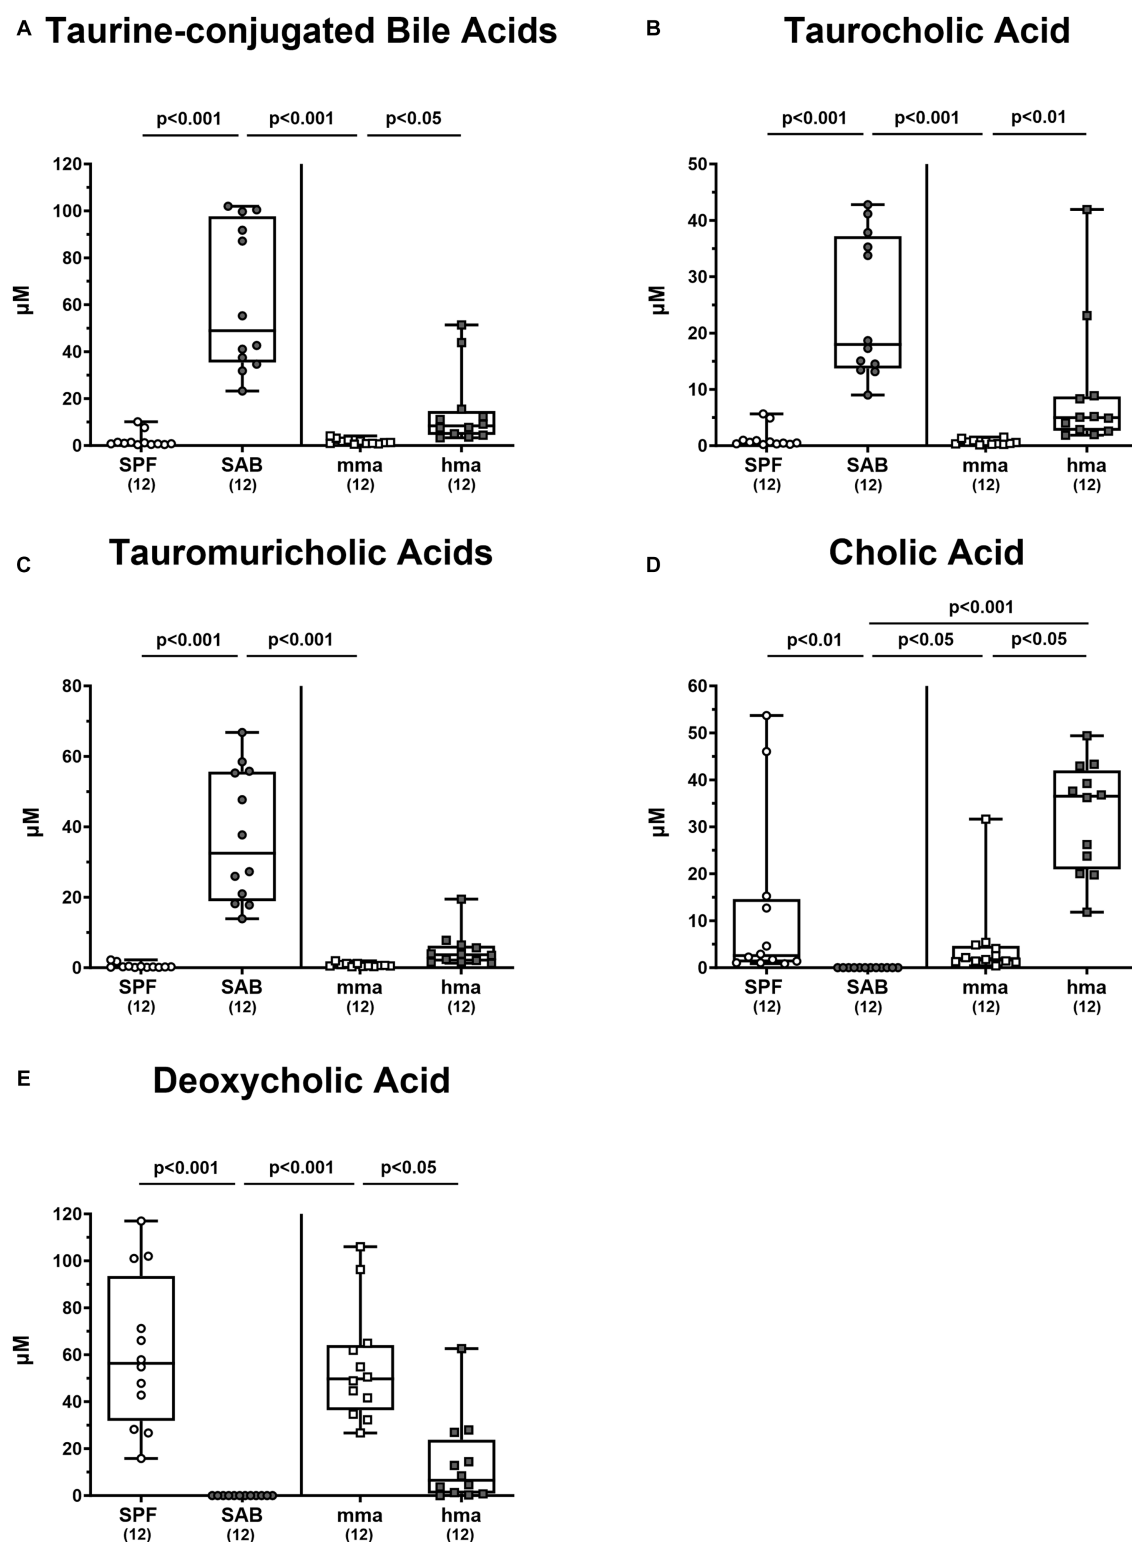 A Taurine-conjugated Bile Acids
p<0.001 p<0.001 p<0.05
µM
120
100
80
60
40
20
0
SPF SAB mma hma
(12) (12) (12) (12)
B Taurocholic Acid
p<0.001 p<0.001 p<0.01
µM
50
40
30
20
10
0
SPF SAB mma hma
(12) (12) (12) (12)
C Tauromuricholic Acids
p<0.001 p<0.001
µM
80
60
40
20
0
SPF SAB mma hma
(12) (12) (12) (12)
D Cholic Acid
p<0.001
p<0.01 p<0.05 p<0.05
µM
60
50
40
30
20
10
0
SPF SAB mma hma
(12) (12) (12) (12)
E Deoxycholic Acid
p<0.001 p<0.001 p<0.05
µM
120
100
80
60
40
20
0
SPF SAB mma hma
(12) (12) (12) (12)